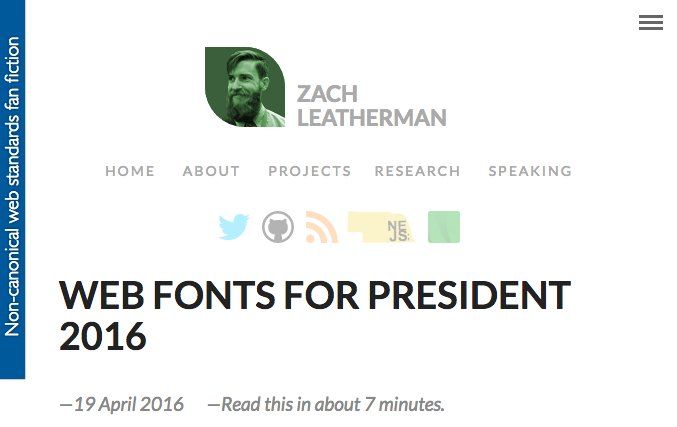 Non-canonical web standards fan fiction
ZACH
LEATHERMAN
HOME ABOUT PROJECTS RESEARCH SPEAKING
NE
JS
WEB FONTS FOR PRESIDENT
2016
—19 April 2016 —Read this in about 7 minutes.